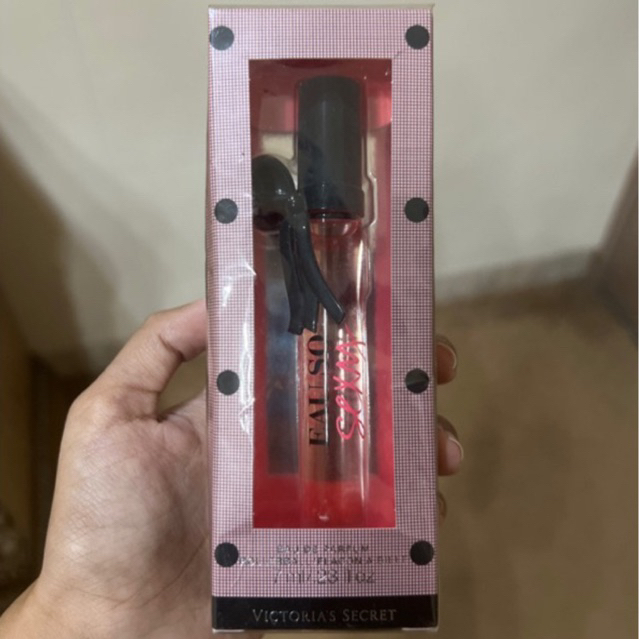 EAU SO
SEXY
EAU DE PARFUM
7 ml/.23 fl oz
VICTORIA'S SECRET